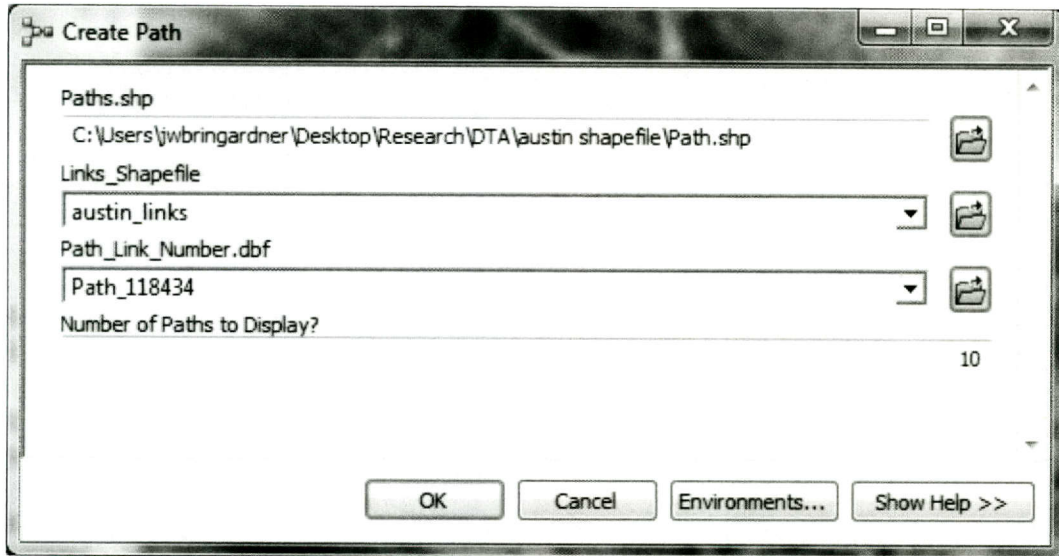 Create Path
Paths.shp
C:\Users\jwbringardner\Desktop\Research\DTA\austin shapefile\Path.shp
Links_Shapefile
austin_links
Path_Link_Number.dbf
Path_118434
Number of Paths to Display?
10
OK Cancel Environments... Show Help >>